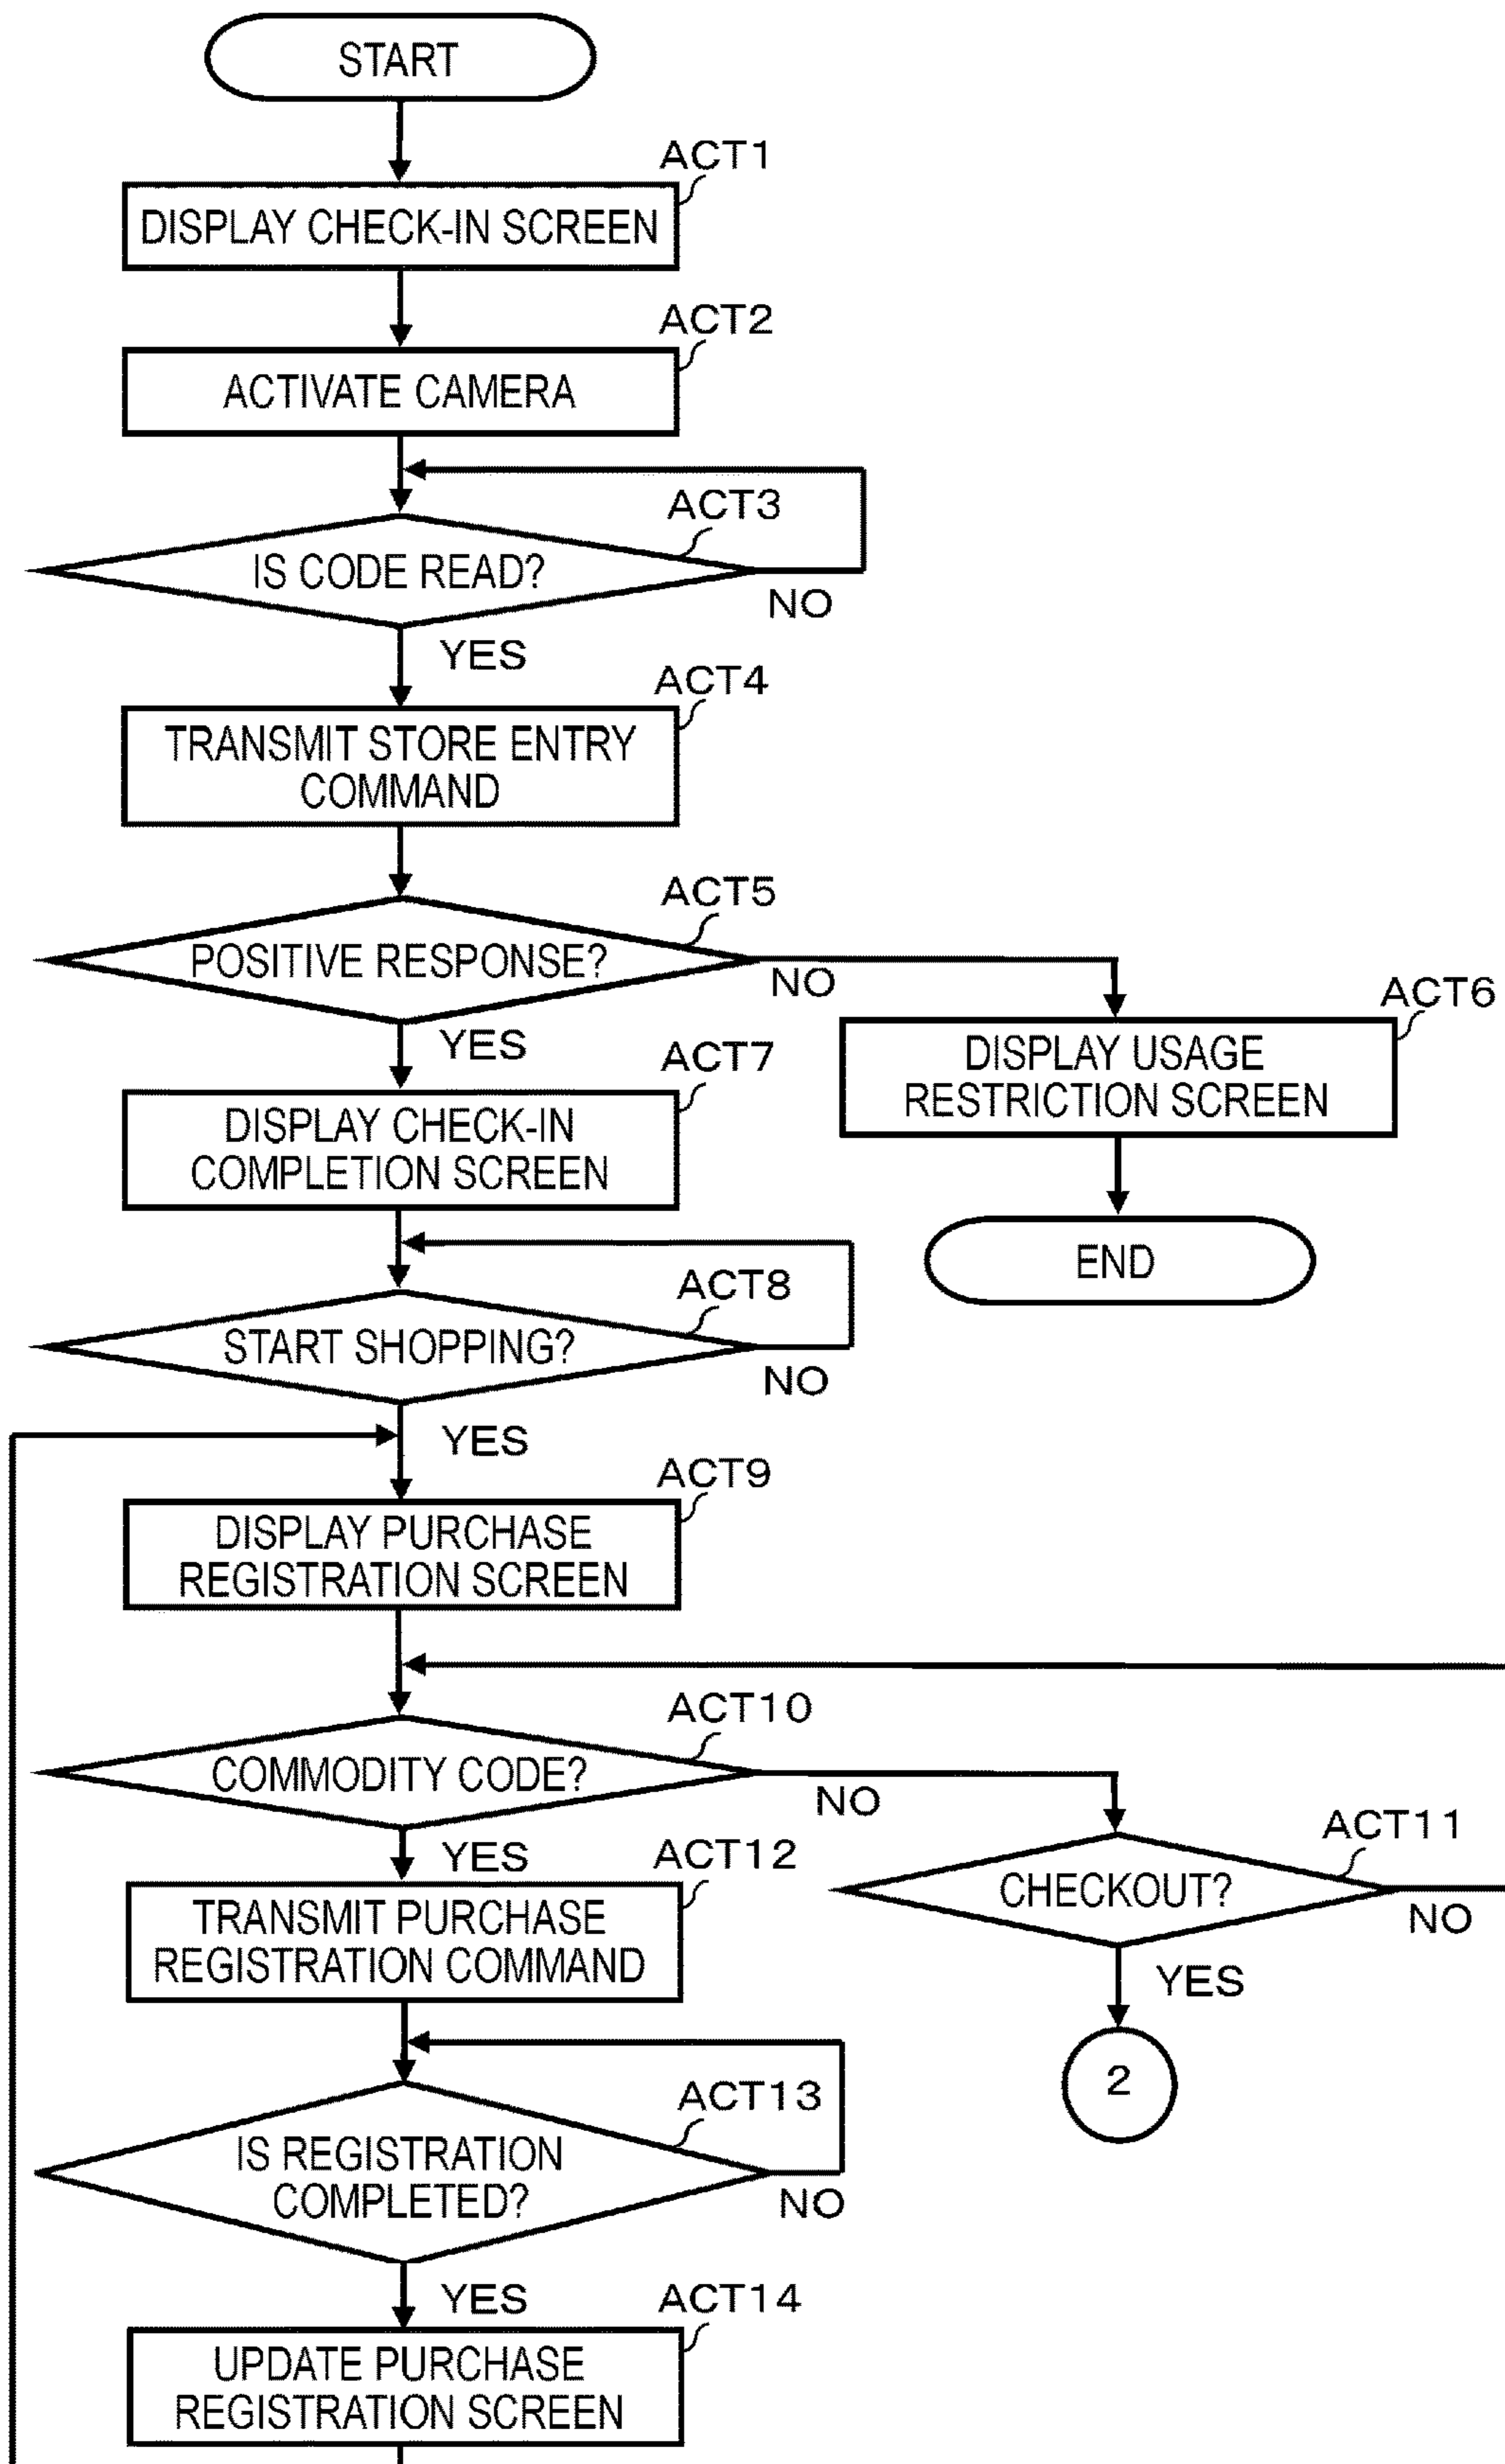 START
ACT1
DISPLAY CHECK-IN SCREEN
ACT2
ACTIVATE CAMERA
ACT3
IS CODE READ?
NO
YES
ACT4
TRANSMIT STORE ENTRY
COMMAND
ACT5
POSITIVE RESPONSE?
NO
YES
ACT6
DISPLAY USAGE
RESTRICTION SCREEN
END
ACT7
DISPLAY CHECK-IN
COMPLETION SCREEN
ACT8
START SHOPPING?
NO
YES
ACT9
DISPLAY PURCHASE
REGISTRATION SCREEN
ACT10
COMMODITY CODE?
NO
YES
ACT11
CHECKOUT?
NO
YES
2
ACT12
TRANSMIT PURCHASE
REGISTRATION COMMAND
ACT13
IS REGISTRATION
COMPLETED?
NO
YES
ACT14
UPDATE PURCHASE
REGISTRATION SCREEN